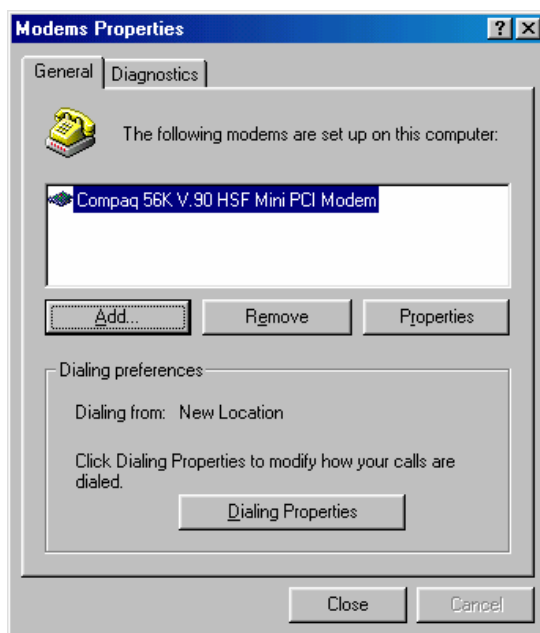 Modems Properties
General Diagnostics
The following modems are set up on this computer:
Compaq 56K V.90 HSF Mini PCI Modem
Add... Remove Properties
Dialing preferences
Dialing from: New Location
Click Dialing Properties to modify how your calls are
dialed.
Dialing Properties
Close Cancel